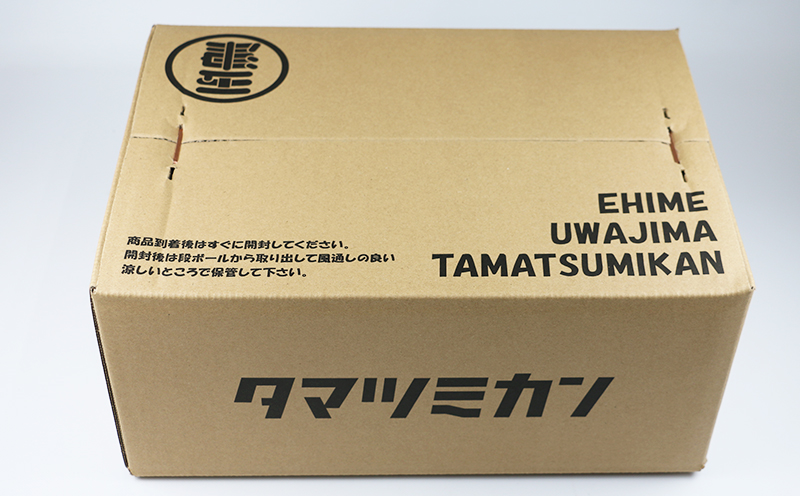 EHIME
UWAJIMA
TAMATSUMIKAN
商品到着後はすぐに開封してください。
開封後は段ボールから取り出して風通しの良い
涼しいところで保管して下さい。
タマツミカン